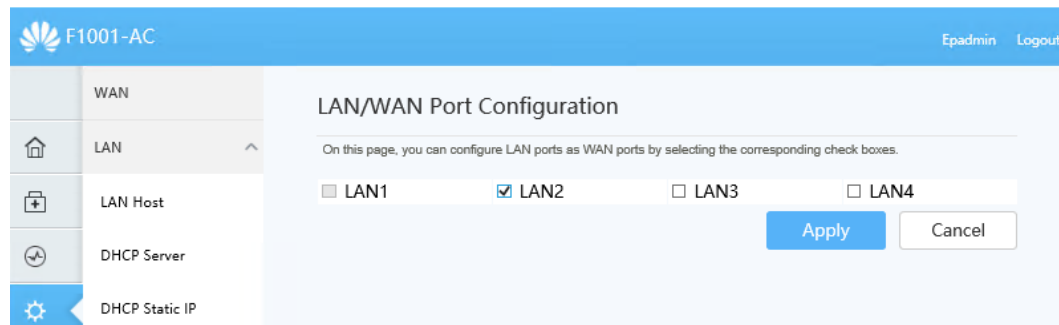 F1001-AC
Epadmin Logout
WAN
LAN/WAN Port Configuration
LAN
On this page, you can configure LAN ports as WAN ports by selecting the corresponding check boxes.
LAN1 LAN2 LAN3 LAN4
LAN Host
Apply Cancel
DHCP Server
DHCP Static IP